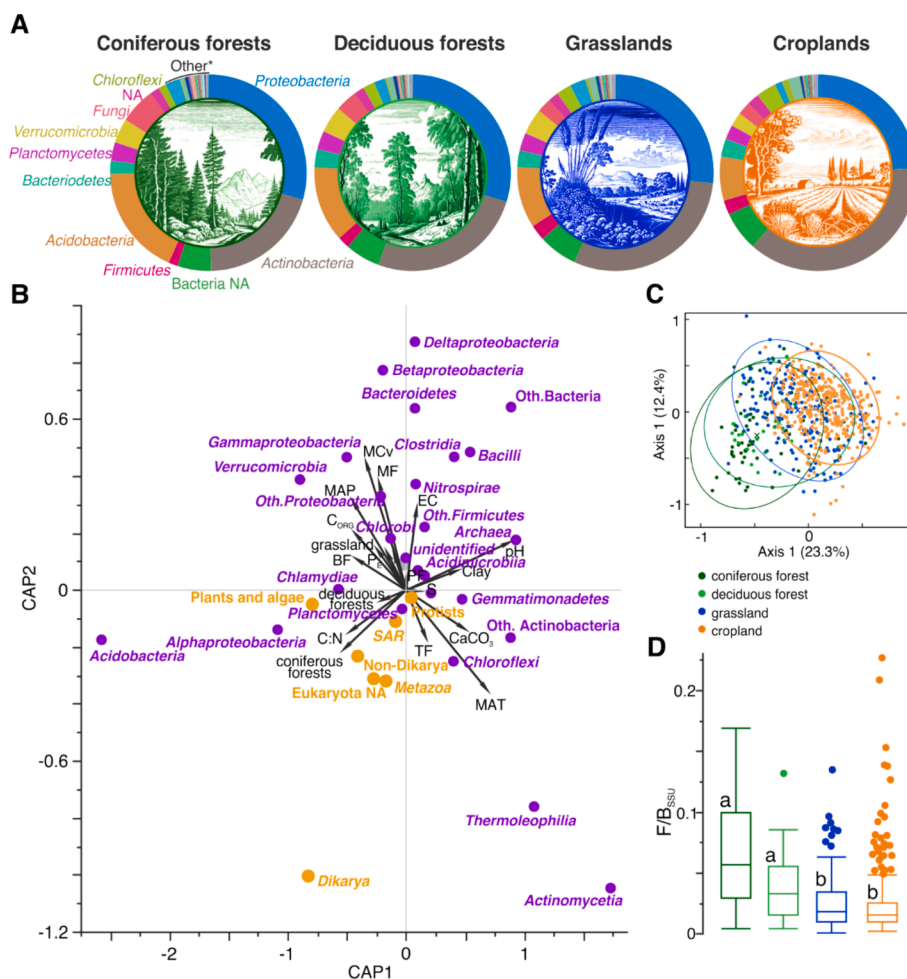 A
Coniferous forests
Deciduous forests
Grasslands
Croplands
Other*
Chloroflexi
NA
Fungi
Verrucomicrobia
Planctomycetes
Bacteriodetes
Acidobacteria
Firmicutes
Bacteria NA
Proteobacteria
Actinobacteria
B
CAP2
0.6
0
-0.6
-1.2
-2
-1
0
1
CAP1
Deltaproteobacteria
Betaproteobacteria
Bacteroidetes
Oth.Bacteria
Gammaproteobacteria
Clostridia
MCv
Bacilli
Verrucomicrobia
MF
MAP
Nitrospirae
Oth.Proteobacteria
EC
CORG
Chlorobi
Oth.Firmicutes
Archaea
grassland
unidentified
pH
BF
Acidimicrobiia
PF
Clay
Chlamydiae
S
Plants and algae
deciduous
forests
Protists
Gemmatimonadetes
Planctomycetes
SAR
Oth. Actinobacteria
Alphaproteobacteria
C:N
TF
CaCO3
Acidobacteria
coniferous
forests
Non-Dikarya
Chloroflexi
Eukaryota NA
Metazoa
MAT
Thermoleophilia
Dikarya
Actinomycetia
C
Axis 1 (12.4%)
1
0
-1
-1
0
1
Axis 1 (23.3%)
coniferous forest
deciduous forest
grassland
cropland
D
F/BSSU
0.2
0.1
0
a
a
b
b